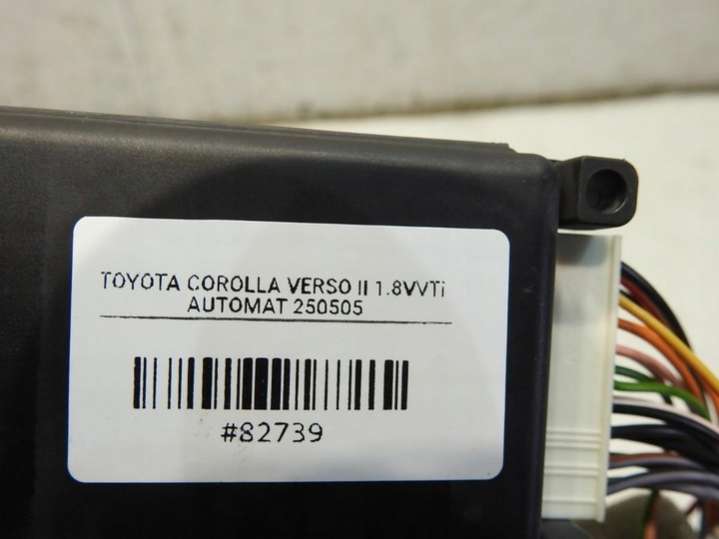 TOYOTA COROLLA VERSO II 1.8VVTi
AUTOMAT 250505
#82739